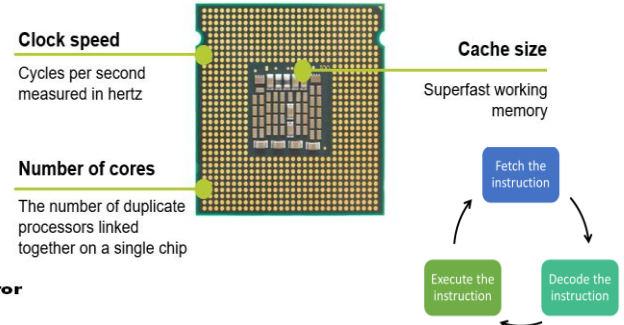 Clock speed
Cycles per second
measured in hertz
Cache size
Superfast working
memory
Number of cores
The number of duplicate
processors linked
together on a single chip
Fetch the
instruction
Decode the
instruction
Execute the
instruction